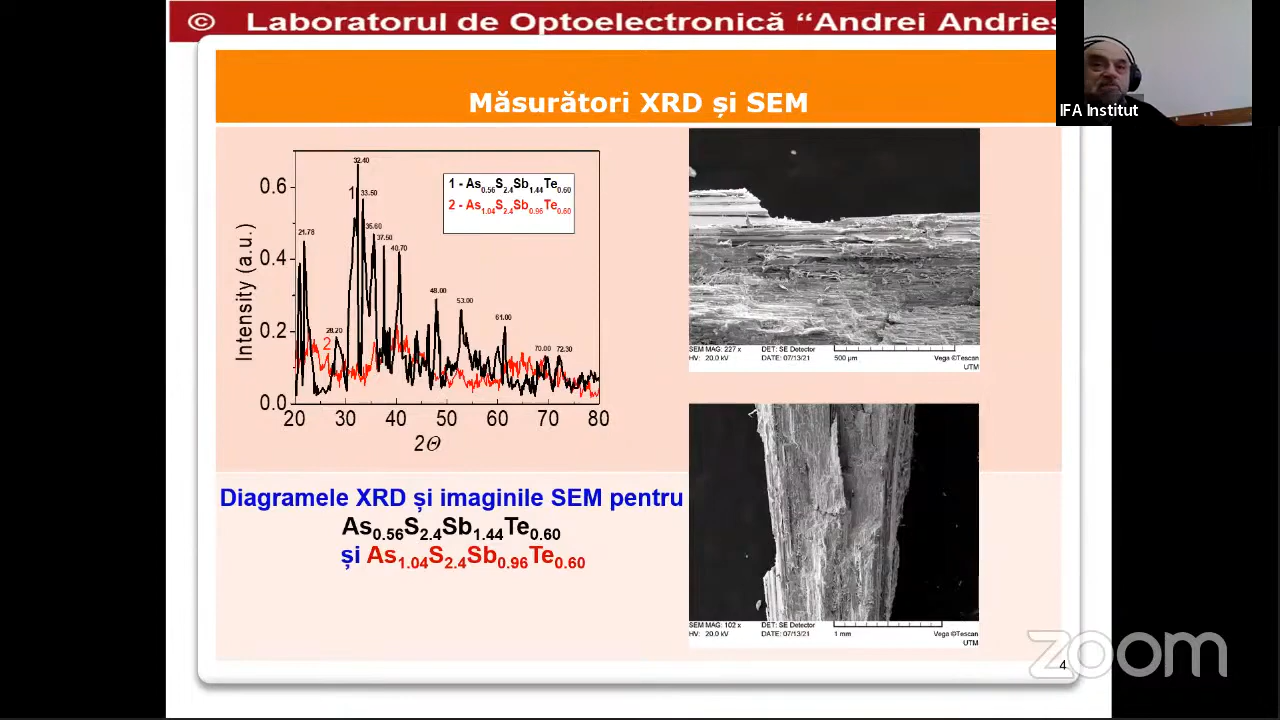 © Laboratorul de Optoelectronică “Andrei Andrieș
IFA Institut
Măsurători XRD și SEM
1 - As0.56S2.4Sb1.44Te0.60
2 - As1.04S2.4Sb0.96Te0.60
Intensity (a.u.)
0.6
0.4
0.2
0.0
21.78
28.20
32.40
33.50
35.60
37.50
40.70
48.00
53.00
61.00
70.00
72.30
1
2
20 30 40 50 60 70 80
2Θ
SEM MAG: 227 x DET: SE Detector
HV: 20.0 kV DATE: 07/13/21 500 µm Vega ©Tescan
UTM
Diagramele XRD și imaginile SEM pentru
As0.56S2.4Sb1.44Te0.60
și As1.04S2.4Sb0.96Te0.60
SEM MAG: 102 x DET: SE Detector
HV: 20.0 kV DATE: 07/13/21 1 mm Vega ©Tescan
UTM
4
zoom